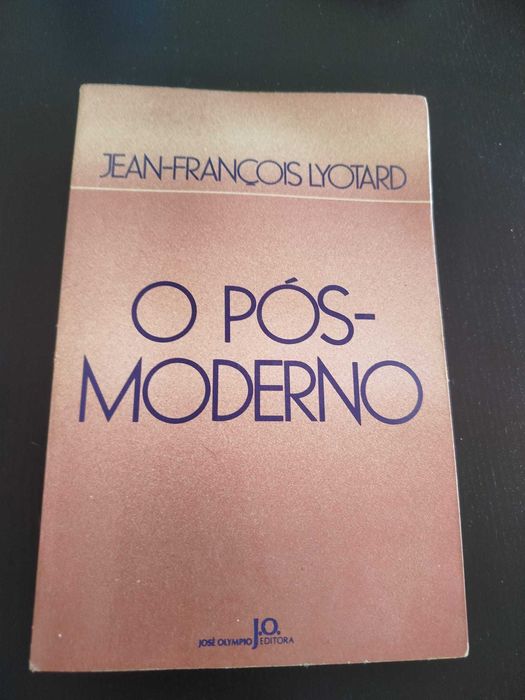 JEAN-FRANÇOIS LYOTARD
O PÓS-
MODERNO
J.O.
JOSÉ OLYMPIO EDITORA